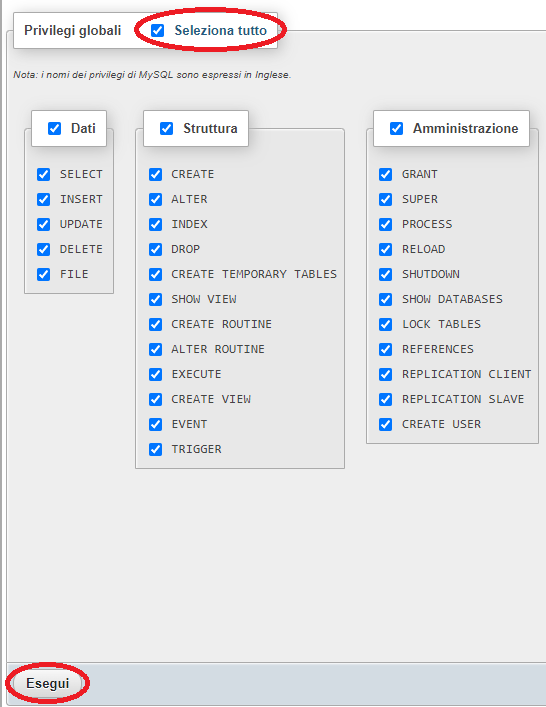 Privilegi globali Seleziona tutto
Nota: i nomi dei privilegi di MySQL sono espressi in Inglese.
Dati
SELECT
INSERT
UPDATE
DELETE
FILE
Struttura
CREATE
ALTER
INDEX
DROP
CREATE TEMPORARY TABLES
SHOW VIEW
CREATE ROUTINE
ALTER ROUTINE
EXECUTE
CREATE VIEW
EVENT
TRIGGER
Amministrazione
GRANT
SUPER
PROCESS
RELOAD
SHUTDOWN
SHOW DATABASES
LOCK TABLES
REFERENCES
REPLICATION CLIENT
REPLICATION SLAVE
CREATE USER
Esegui